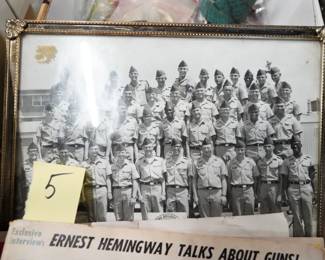 5
Exclusive
Interview:
ERNEST HEMINGWAY TALKS ABOUT GUNS!